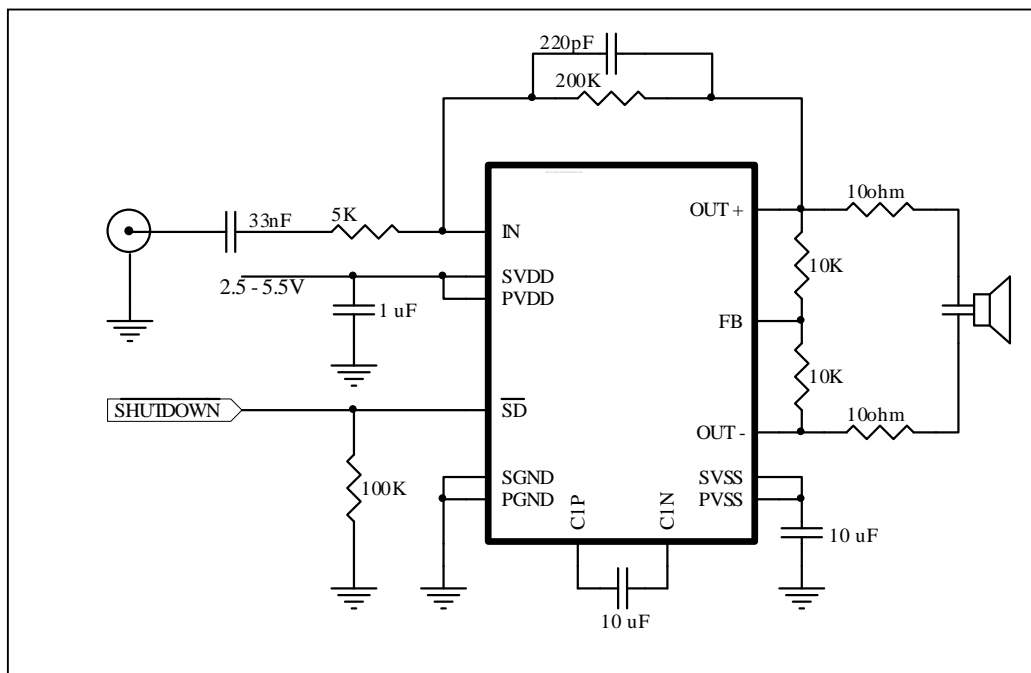 220pF
200K
33nF
5K
IN
OUT +
10ohm
10K
2.5 - 5.5V
SVDD
PVDD
1 uF
FB
10K
SHUTDOWN
SD
OUT -
10ohm
100K
SGND
PGND
C1P
C1N
SVSS
PVSS
10 uF
10 uF